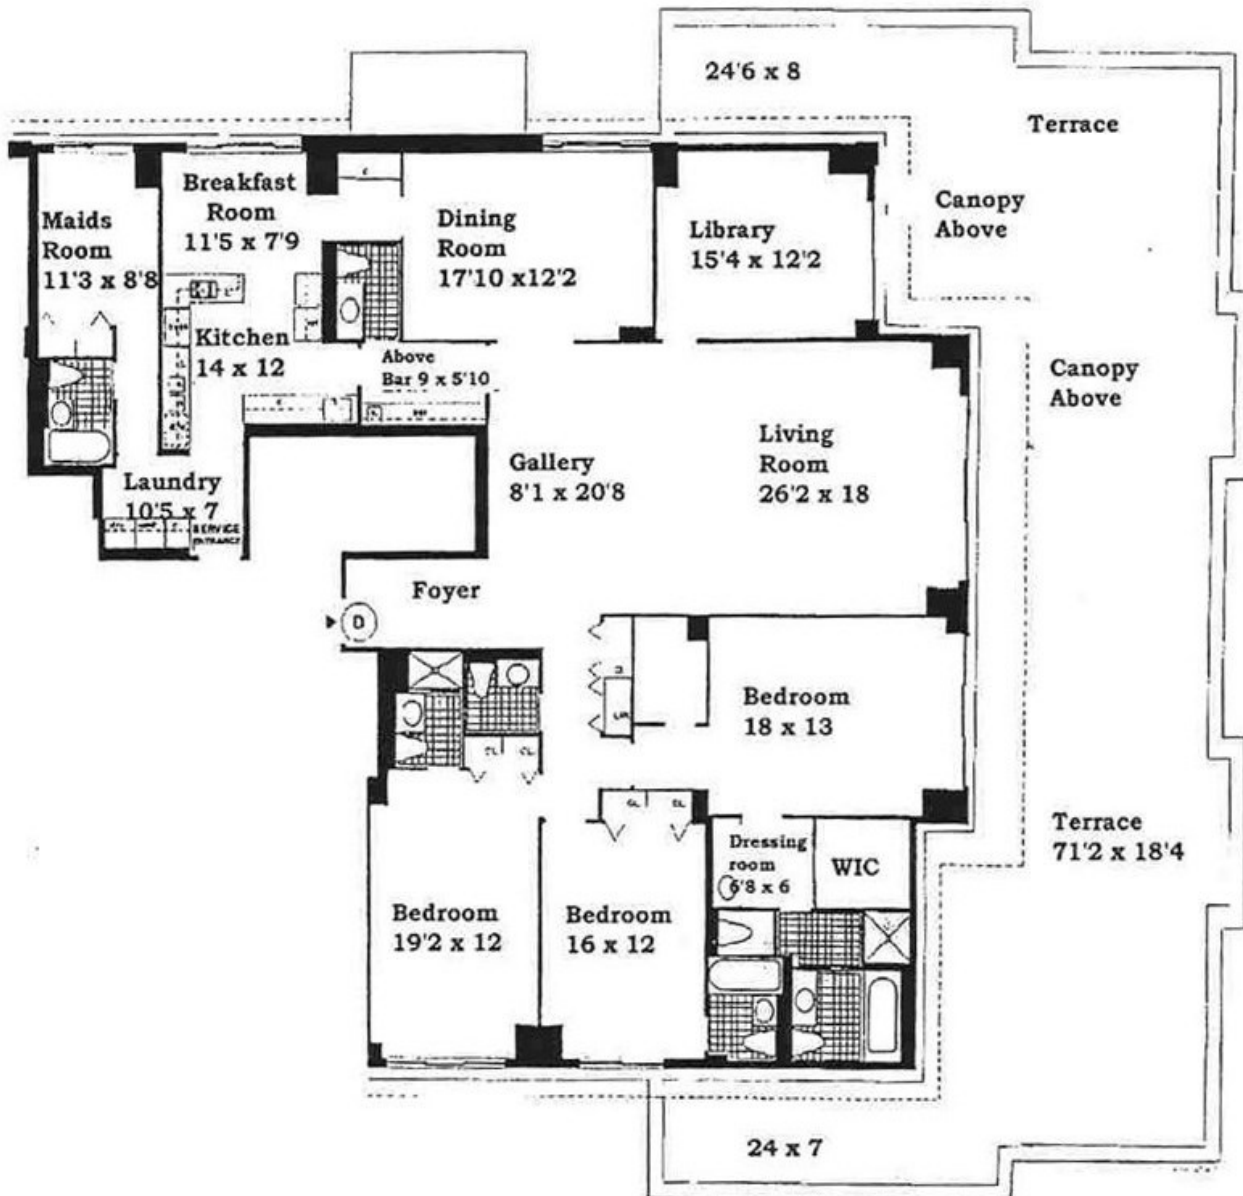 24'6 x 8
Terrace
Canopy
Above
Breakfast
Room
11'5 x 7'9
Maids
Room
11'3 x 8'8
Dining
Room
17'10 x12'2
Library
15'4 x 12'2
Kitchen
14 x 12
Above
Bar 9 x 5'10
Canopy
Above
Gallery
8'1 x 20'8
Living
Room
26'2 x 18
Laundry
10'5 x 7
SERVICE
ENTRANCE
Foyer
D
Bedroom
18 x 13
CL
CL
CL
CL
Dressing
room
6'8 x 6
WIC
Terrace
71'2 x 18'4
Bedroom
19'2 x 12
Bedroom
16 x 12
24 x 7